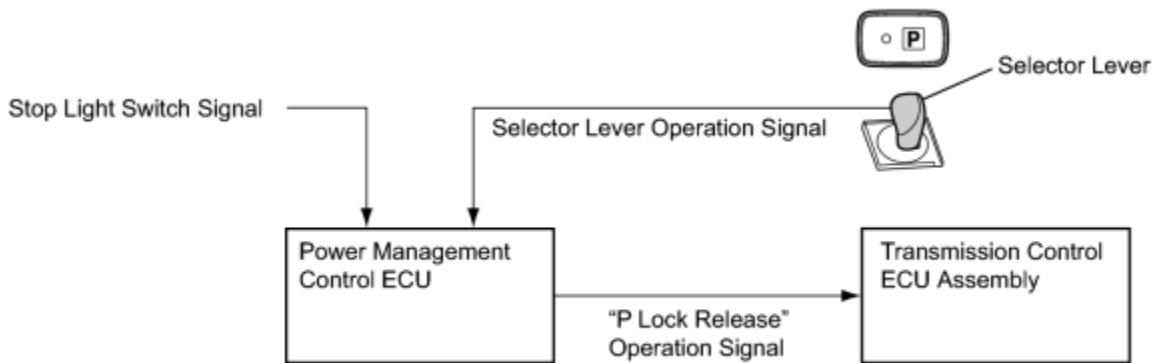 P
Selector Lever
Stop Light Switch Signal
Selector Lever Operation Signal
Power Management
Control ECU
Transmission Control
ECU Assembly
“P Lock Release”
Operation Signal